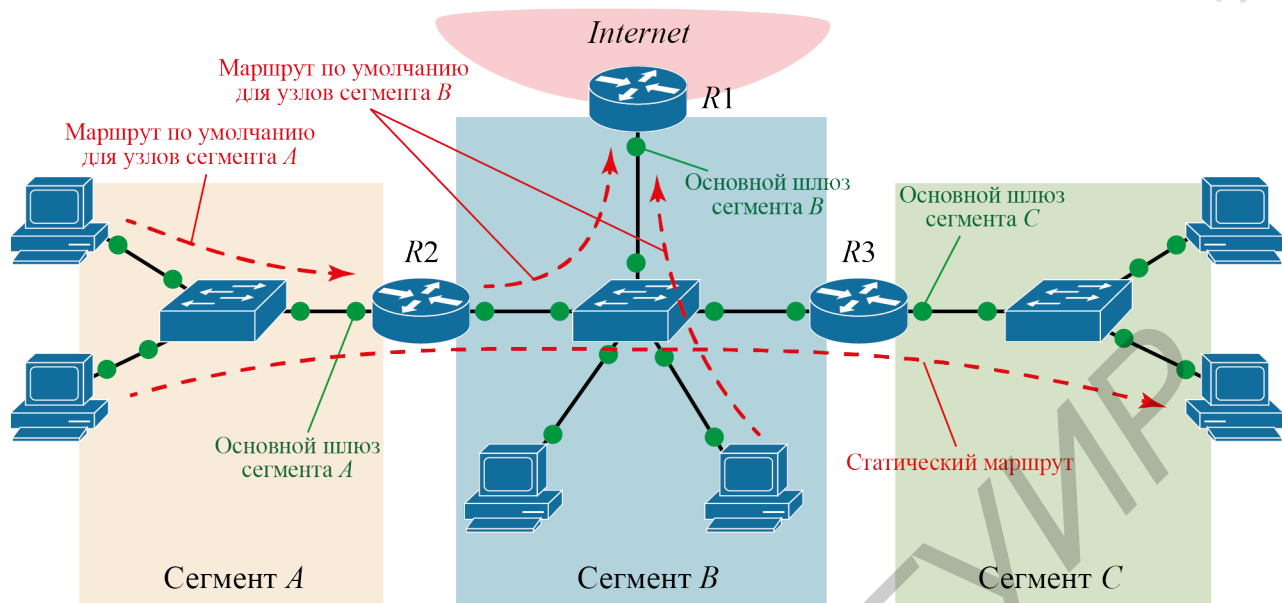 Internet
R1
Маршрут по умолчанию
для узлов сегмента B
Маршрут по умолчанию
для узлов сегмента A
Основной шлюз
сегмента B
Основной шлюз
сегмента C
R2
R3
Основной шлюз
сегмента A
Статический маршрут
Сегмент A
Сегмент B
Сегмент C